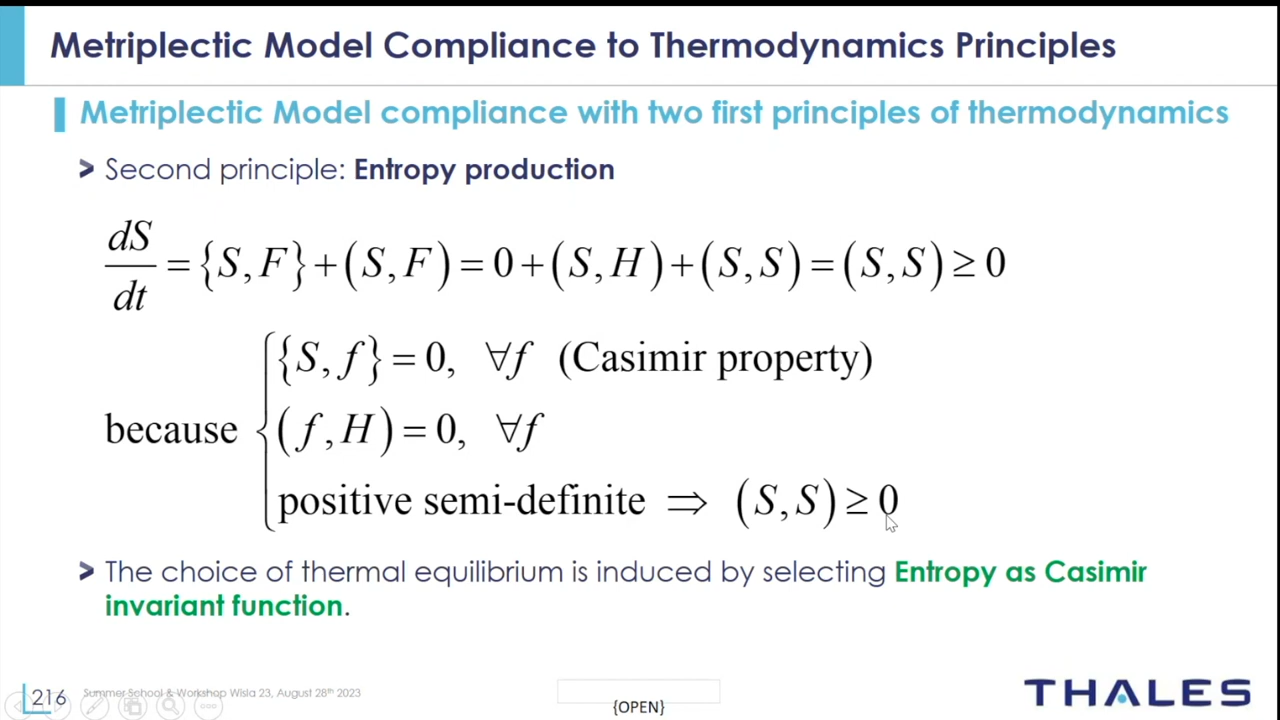 Metriplectic Model Compliance to Thermodynamics Principles
Metriplectic Model compliance with two first principles of thermodynamics
Second principle: Entropy production
dS/dt = {S, F} + (S, F) = 0 + (S, H) + (S, S) = (S, S) ≥ 0
{S, f} = 0, ∀f (Casimir property)
because (f, H) = 0, ∀f
positive semi-definite ⇒ (S, S) ≥ 0
The choice of thermal equilibrium is induced by selecting Entropy as Casimir
invariant function.
216 Summer School & Workshop Wisla 23, August 28th 2023
{OPEN}
THALES